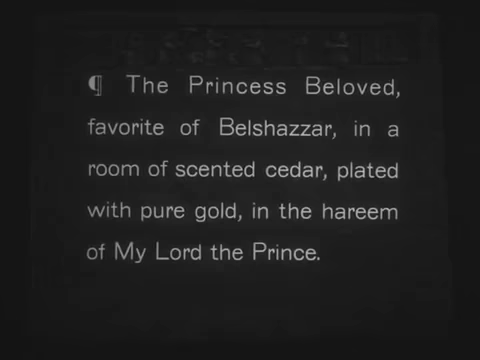 ¶ The Princess Beloved,
favorite of Belshazzar, in a
room of scented cedar, plated
with pure gold, in the hareem
of My Lord the Prince.